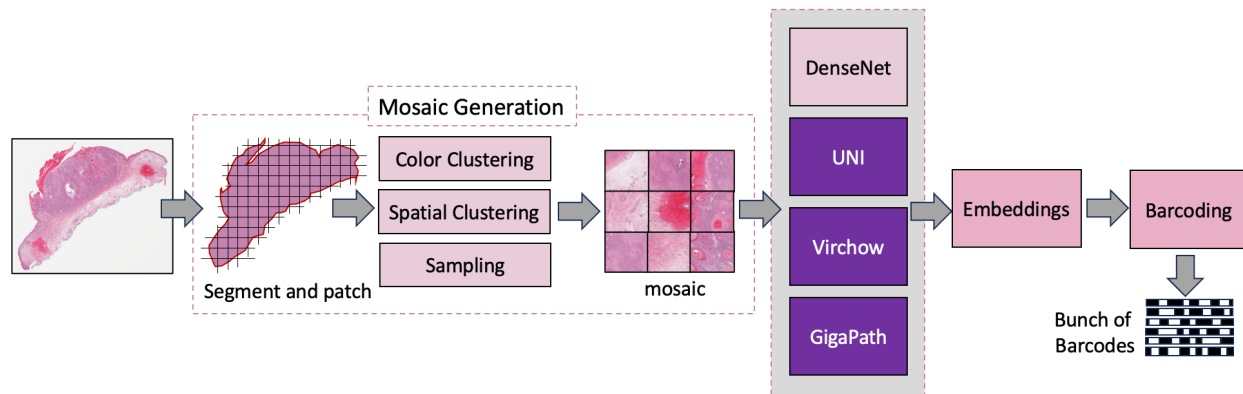 Mosaic Generation
Segment and patch
Color Clustering
Spatial Clustering
Sampling
mosaic
DenseNet
UNI
Virchow
GigaPath
Embeddings
Barcoding
Bunch of
Barcodes